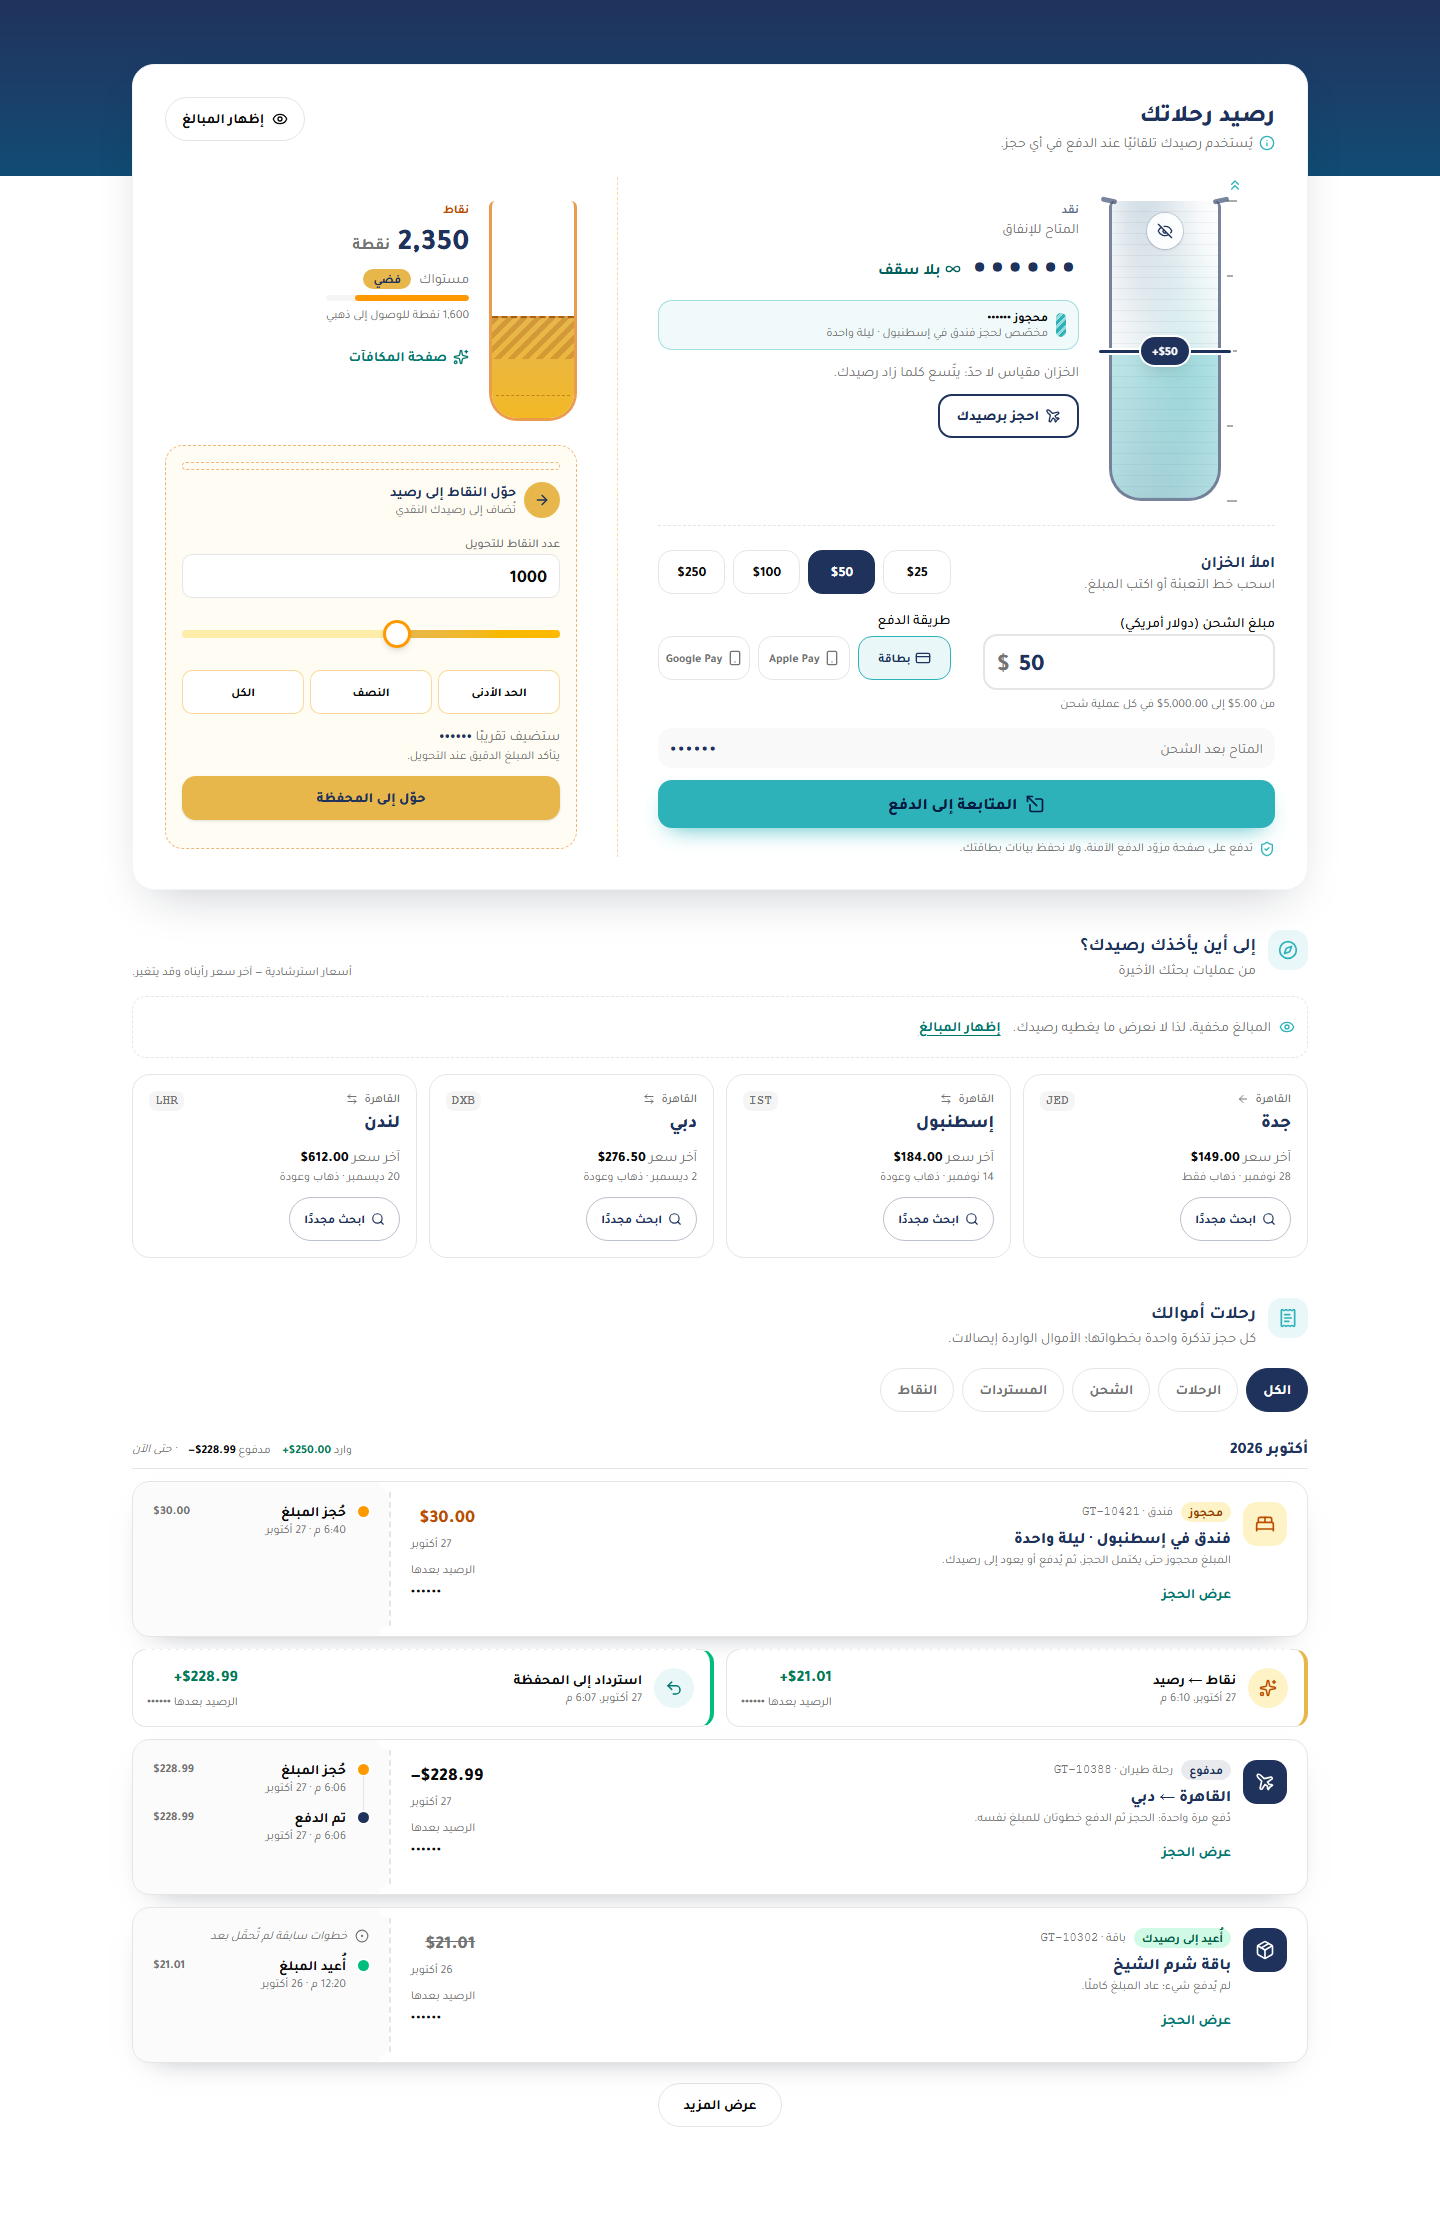 رصيد رحلاتك
يُستخدم رصيدك تلقائيًا عند الدفع في أي حجز.
إظهار المبالغ
نقد
المتاح للإنفاق
••••••
بلا سقف
+$50
محجوز ••••••
مخصّص لحجز فندق في إسطنبول · ليلة واحدة
الخزان مقياس لا حدّ: يتّسع كلما زاد رصيدك.
احجز برصيدك
املأ الخزان
اسحب خط التعبئة أو اكتب المبلغ.
$25
$50
$100
$250
مبلغ الشحن (دولار أمريكي)
$ 50
من $5.00 إلى $5,000.00 في كل عملية شحن
طريقة الدفع
بطاقة
Apple Pay
Google Pay
المتاح بعد الشحن
••••••
المتابعة إلى الدفع
تدفع على صفحة مزوّد الدفع الآمنة، ولا نحفظ بيانات بطاقتك.
نقاط
2,350 نقطة
مستواك فضي
1,600 نقطة للوصول إلى ذهبي
صفحة المكافآت
حوّل النقاط إلى رصيد
تُضاف إلى رصيدك النقدي
عدد النقاط للتحويل
1000
الحد الأدنى
النصف
الكل
ستضيف تقريبًا ••••••
يتأكد المبلغ الدقيق عند التحويل.
حوّل إلى المحفظة
إلى أين يأخذك رصيدك؟
من عمليات بحثك الأخيرة
أسعار استرشادية – آخر سعر رأيناه وقد يتغير.
المبالغ مخفية، لذا لا نعرض ما يغطيه رصيدك. إظهار المبالغ
القاهرة
JED
جدة
آخر سعر $149.00
28 نوفمبر · ذهاب فقط
ابحث مجددًا
القاهرة
IST
إسطنبول
آخر سعر $184.00
14 نوفمبر · ذهاب وعودة
ابحث مجددًا
القاهرة
DXB
دبي
آخر سعر $276.50
2 ديسمبر · ذهاب وعودة
ابحث مجددًا
القاهرة
LHR
لندن
آخر سعر $612.00
20 ديسمبر · ذهاب وعودة
ابحث مجددًا
رحلات أموالك
كل حجز تذكرة واحدة بخطواتها؛ الأموال الواردة إيصالات.
الكل
الرحلات
الشحن
المستردات
النقاط
أكتوبر 2026
وارد +$250.00 مدفوع −$228.99 · حتى الآن
محجوز فندق · GT-10421
فندق في إسطنبول · ليلة واحدة
المبلغ محجوز حتى يكتمل الحجز، ثم يُدفع أو يعود إلى رصيدك.
عرض الحجز
$30.00
27 أكتوبر
الرصيد بعدها
••••••
حُجز المبلغ
$30.00
6:40 م · 27 أكتوبر
نقاط ← رصيد
27 أكتوبر، 6:10 م
+$21.01
الرصيد بعدها ••••••
استرداد إلى المحفظة
27 أكتوبر، 6:07 م
+$228.99
الرصيد بعدها ••••••
مدفوع رحلة طيران · GT-10388
القاهرة ← دبي
دُفع مرة واحدة: الحجز ثم الدفع خطوتان للمبلغ نفسه.
عرض الحجز
−$228.99
27 أكتوبر
الرصيد بعدها
••••••
حُجز المبلغ
$228.99
6:06 م · 27 أكتوبر
تم الدفع
$228.99
6:06 م · 27 أكتوبر
أُعيد إلى رصيدك باقة · GT-10302
باقة شرم الشيخ
لم يُدفع شيء: عاد المبلغ كاملًا.
عرض الحجز
$21.01
26 أكتوبر
الرصيد بعدها
••••••
خطوات سابقة لم تُحمَّل بعد
أُعيد المبلغ
$21.01
12:20 م · 26 أكتوبر
عرض المزيد